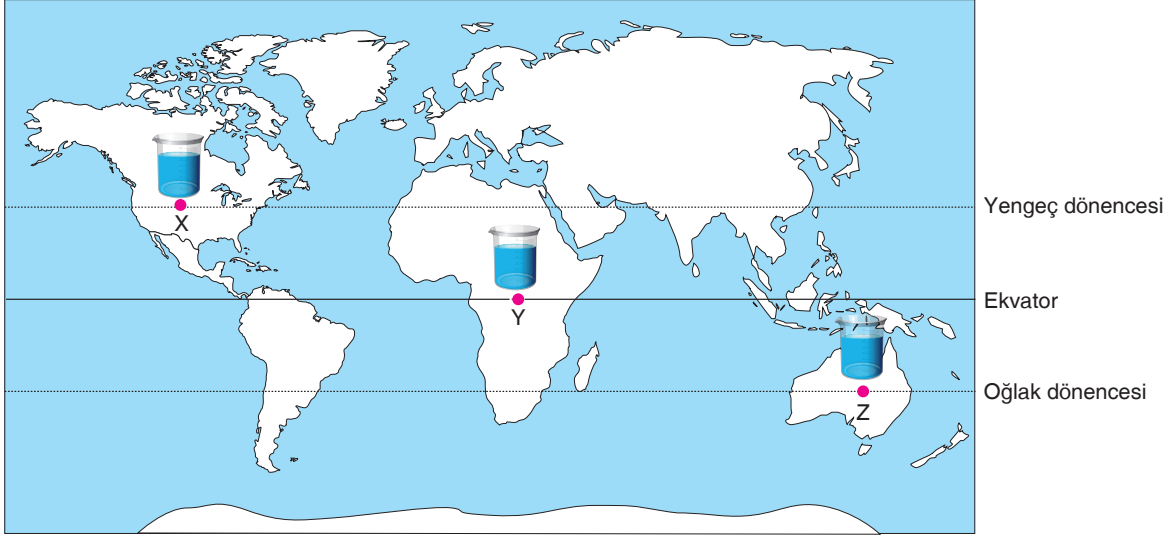 X
Yengeç dönencesi
Y
Ekvator
Z
Oğlak dönencesi